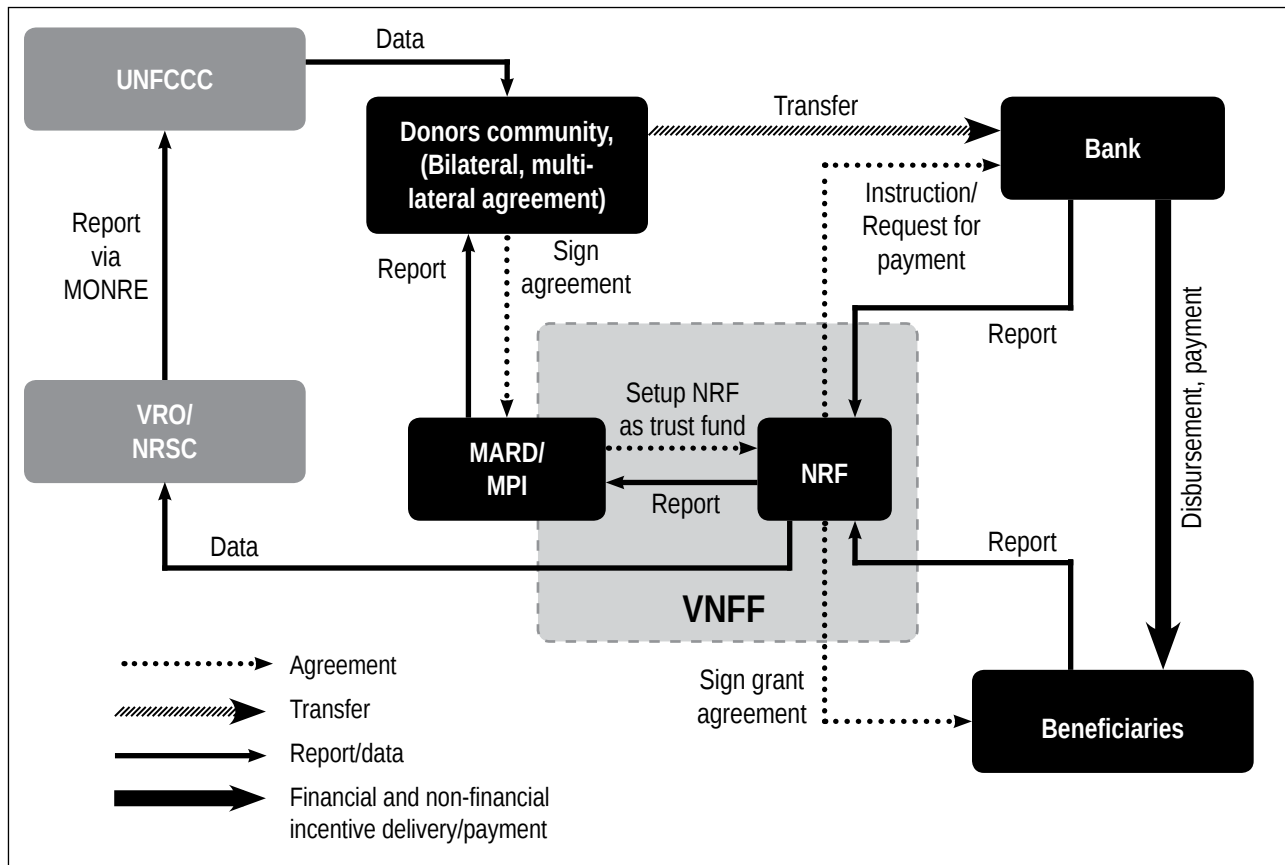 Data
UNFCCC
Donors community,
(Bilateral, multi-
lateral agreement)
Transfer
Bank
Instruction/
Request for
payment
Report
via
MONRE
Report
Sign
agreement
Report
Disbursement, payment
VRO/
NRSC
Setup NRF
as trust fund
MARD/
MPI
NRF
Report
Data
Report
VNFF
Sign grant
agreement
Beneficiaries
Agreement
Transfer
Report/data
Financial and non-financial
incentive delivery/payment